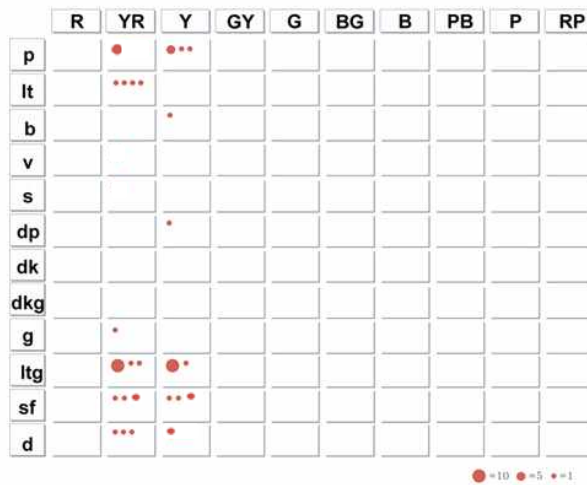 R YR Y GY G BG B PB P RP
p
lt
b
v
s
dp
dk
dkg
g
ltg
sf
d
=10 =5 =1